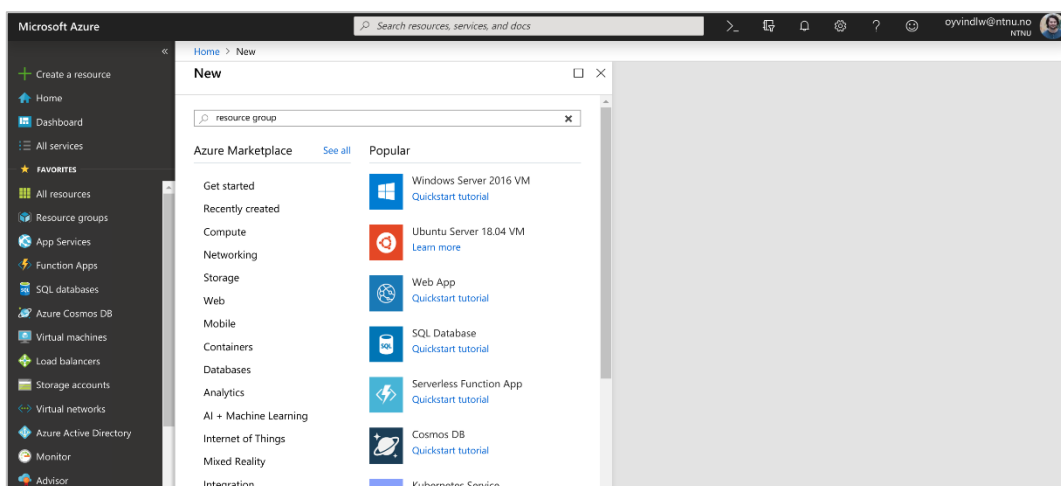 Microsoft Azure
Search resources, services, and docs
oyvindlw@ntnu.no
NTNU
Create a resource
Home
Dashboard
All services
FAVORITES
All resources
Resource groups
App Services
Function Apps
SQL databases
Azure Cosmos DB
Virtual machines
Load balancers
Storage accounts
Virtual networks
Azure Active Directory
Monitor
Advisor
Home > New
New
resource group
Azure Marketplace See all
Get started
Recently created
Compute
Networking
Storage
Web
Mobile
Containers
Databases
Analytics
AI + Machine Learning
Internet of Things
Mixed Reality
Integration
Popular
Windows Server 2016 VM
Quickstart tutorial
Ubuntu Server 18.04 VM
Learn more
Web App
Quickstart tutorial
SQL
SQL Database
Quickstart tutorial
Serverless Function App
Quickstart tutorial
Cosmos DB
Quickstart tutorial
Kubernetes Service